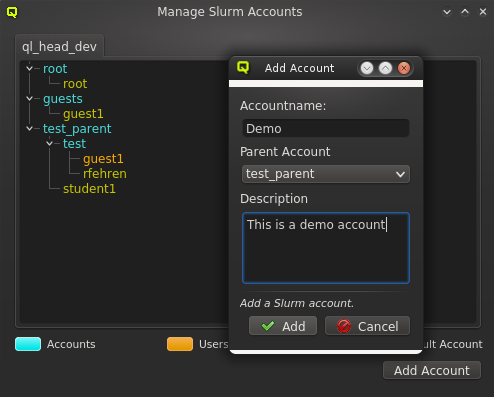 Manage Slurm Accounts
ql_head_dev
root
root
guests
guest1
test_parent
test
guest1
rfehren
student1
Add Account
Accountname:
Demo
Parent Account
test_parent
Description
This is a demo account
Add a Slurm account.
Add
Cancel
Accounts
Users
Account
Add Account